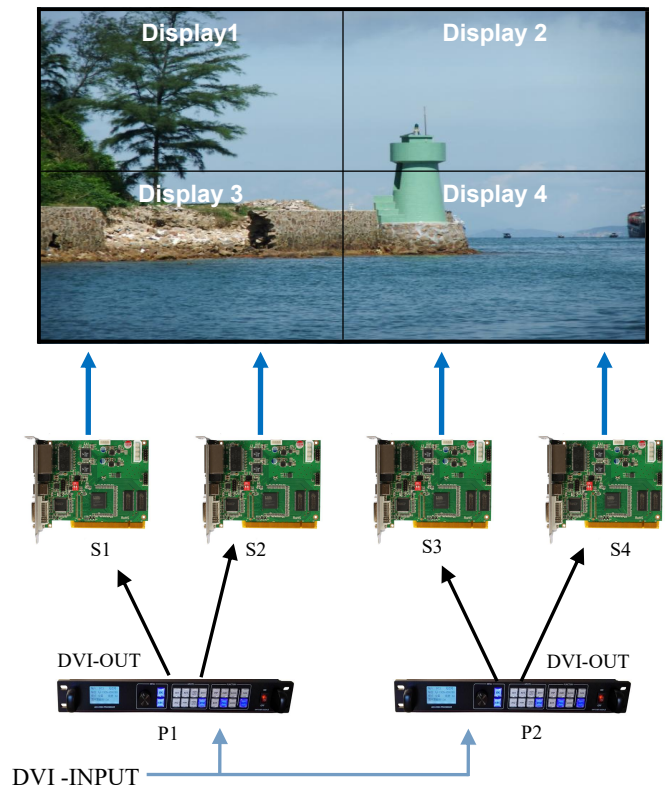 Display1
Display 2
Display 3
Display 4
S1
S2
S3
S4
DVI-OUT
DVI-OUT
P1
P2
DVI -INPUT